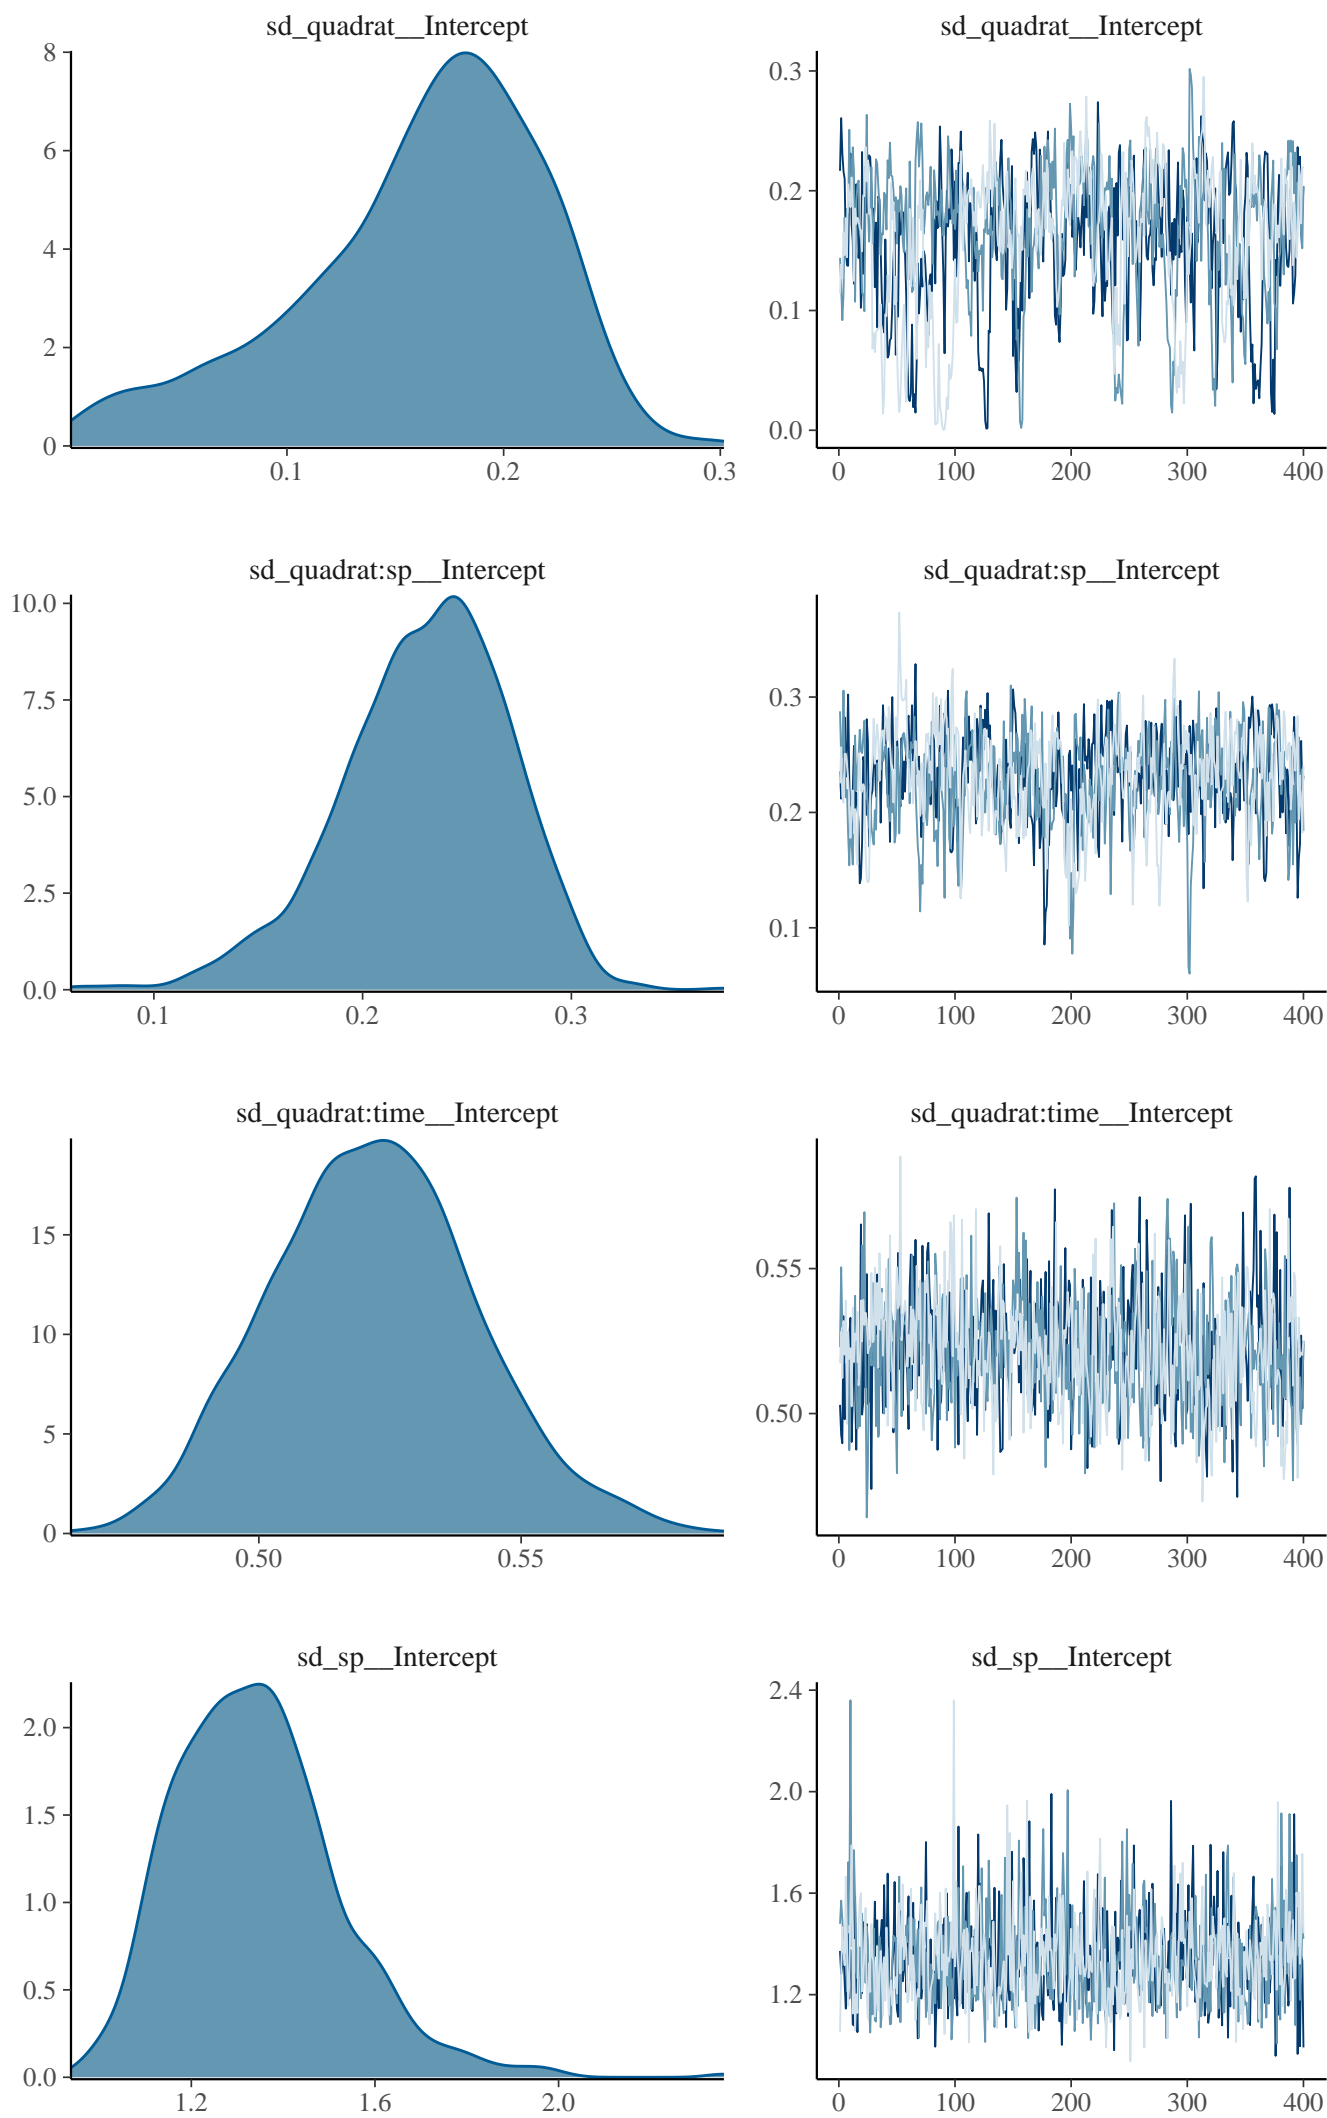 sd_quadrat__Intercept
sd_quadrat__Intercept
8
6
4
2
0
0.1 0.2 0.3
0.3
0.2
0.1
0.0
0 100 200 300 400
sd_quadrat:sp__Intercept
sd_quadrat:sp__Intercept
10.0
7.5
5.0
2.5
0.0
0.1 0.2 0.3
0.3
0.2
0.1
0 100 200 300 400
sd_quadrat:time__Intercept
sd_quadrat:time__Intercept
15
10
5
0
0.50 0.55
0.55
0.50
0 100 200 300 400
sd_sp__Intercept
sd_sp__Intercept
2.0
1.5
1.0
0.5
0.0
1.2 1.6 2.0
2.4
2.0
1.6
1.2
0 100 200 300 400